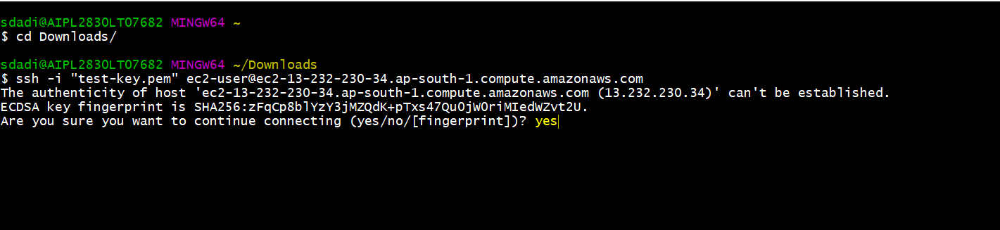 sdadi@AIPL2830LT07682 MINGW64 ~
$ cd Downloads/
sdadi@AIPL2830LT07682 MINGW64 ~/Downloads
$ ssh -i "test-key.pem" ec2-user@ec2-13-232-230-34.ap-south-1.compute.amazonaws.com
The authenticity of host 'ec2-13-232-230-34.ap-south-1.compute.amazonaws.com (13.232.230.34)' can't be established.
ECDSA key fingerprint is SHA256:zFqCp8blYzY3jMZQdK+pTxs47Qu0jW0riMIedWZvt2U.
Are you sure you want to continue connecting (yes/no/[fingerprint])? yes